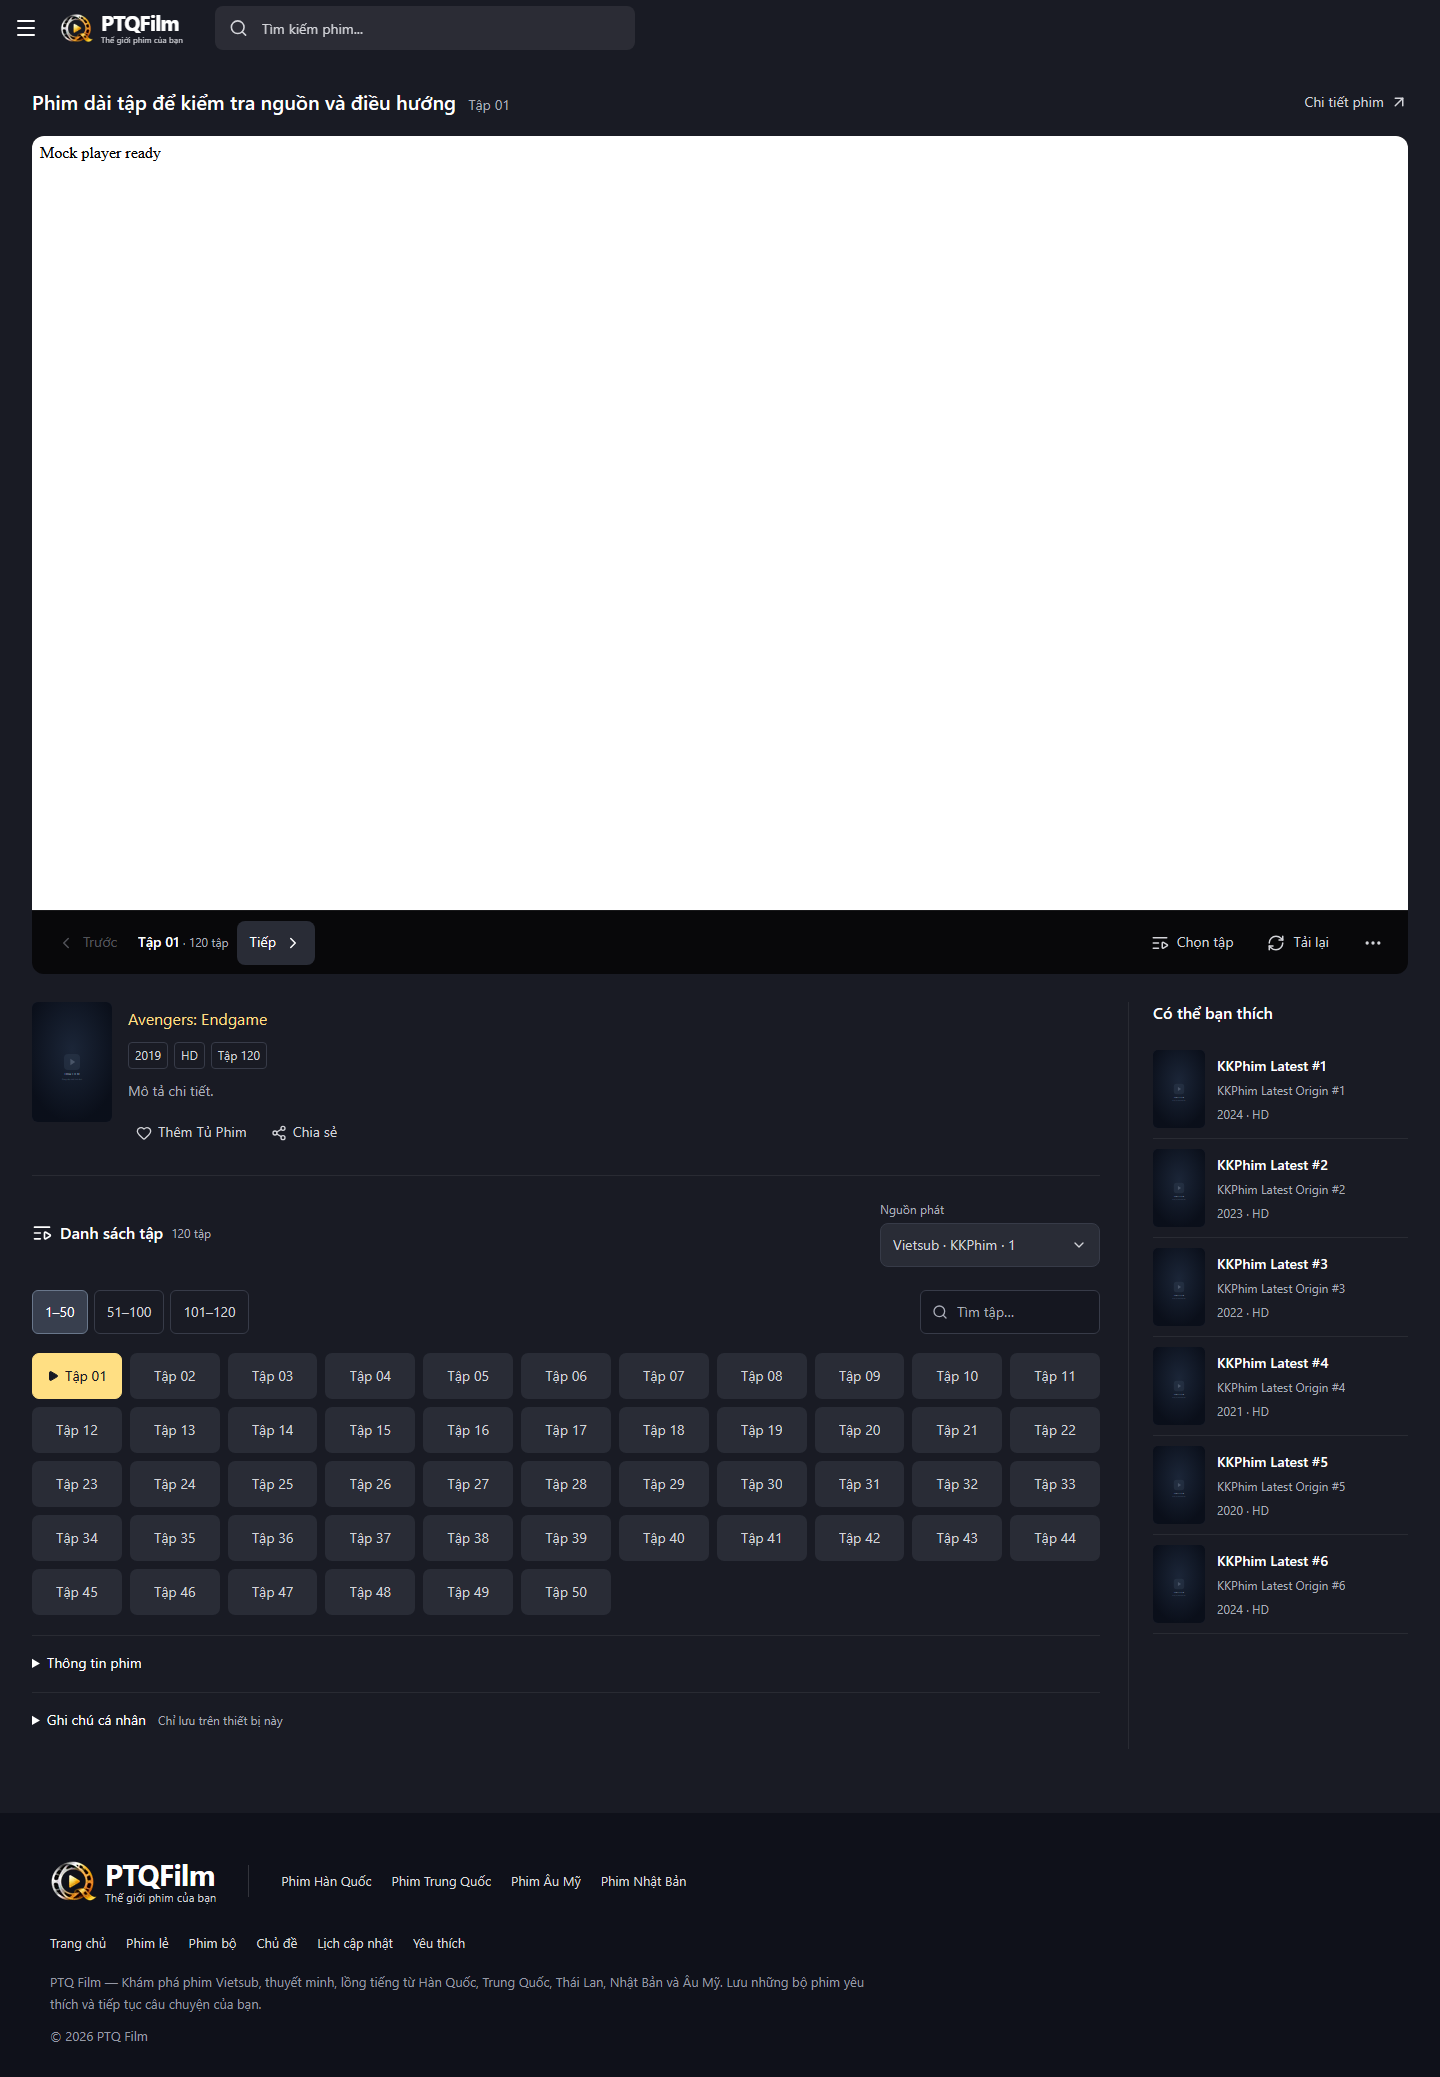 PTQFilm
Thế giới phim của bạn
Tìm kiếm phim...
Phim dài tập để kiểm tra nguồn và điều hướng Tập 01
Chi tiết phim
Mock player ready
Trước
Tập 01 · 120 tập
Tiếp
Chọn tập
Tải lại
Avengers: Endgame
2019 HD Tập 120
Mô tả chi tiết.
Thêm Tủ Phim
Chia sẻ
Danh sách tập 120 tập
Nguồn phát
Vietsub · KKPhim · 1
1–50 51–100 101–120
Tìm tập...
Tập 01 Tập 02 Tập 03 Tập 04 Tập 05 Tập 06 Tập 07 Tập 08 Tập 09 Tập 10 Tập 11
Tập 12 Tập 13 Tập 14 Tập 15 Tập 16 Tập 17 Tập 18 Tập 19 Tập 20 Tập 21 Tập 22
Tập 23 Tập 24 Tập 25 Tập 26 Tập 27 Tập 28 Tập 29 Tập 30 Tập 31 Tập 32 Tập 33
Tập 34 Tập 35 Tập 36 Tập 37 Tập 38 Tập 39 Tập 40 Tập 41 Tập 42 Tập 43 Tập 44
Tập 45 Tập 46 Tập 47 Tập 48 Tập 49 Tập 50
Thông tin phim
Ghi chú cá nhân Chỉ lưu trên thiết bị này
Có thể bạn thích
KKPhim Latest #1
KKPhim Latest Origin #1
2024 · HD
KKPhim Latest #2
KKPhim Latest Origin #2
2023 · HD
KKPhim Latest #3
KKPhim Latest Origin #3
2022 · HD
KKPhim Latest #4
KKPhim Latest Origin #4
2021 · HD
KKPhim Latest #5
KKPhim Latest Origin #5
2020 · HD
KKPhim Latest #6
KKPhim Latest Origin #6
2024 · HD
PTQFilm
Thế giới phim của bạn
Phim Hàn Quốc Phim Trung Quốc Phim Âu Mỹ Phim Nhật Bản
Trang chủ Phim lẻ Phim bộ Chủ đề Lịch cập nhật Yêu thích
PTQ Film — Khám phá phim Vietsub, thuyết minh, lồng tiếng từ Hàn Quốc, Trung Quốc, Thái Lan, Nhật Bản và Âu Mỹ. Lưu những bộ phim yêu
thích và tiếp tục câu chuyện của bạn.
© 2026 PTQ Film